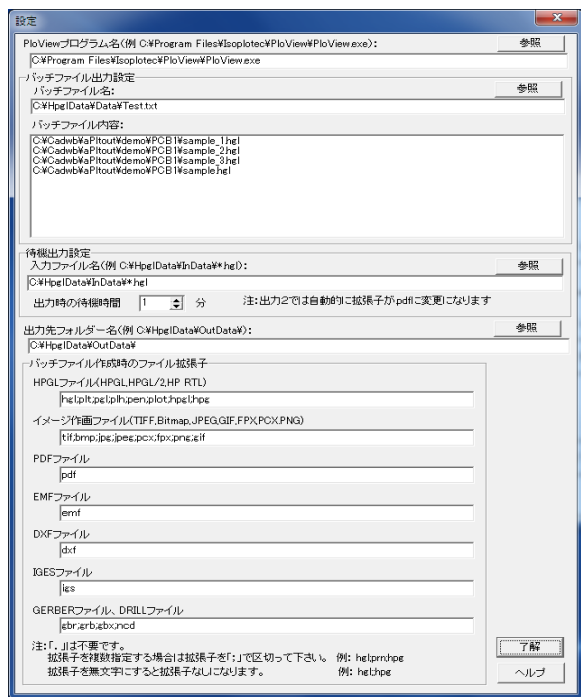 設定
PloViewプログラム名(例 C:¥Program Files¥Isoplotec¥PloView¥PloView.exe):
参照
C:¥Program Files¥Isoplotec¥PloView¥PloView.exe
バッチファイル出力設定
バッチファイル名:
参照
C:¥HpglData¥Data¥Test.txt
バッチファイル内容:
C:¥Cadwb¥aPltout¥demo¥PCB1¥sample_1.hgl
C:¥Cadwb¥aPltout¥demo¥PCB1¥sample_2.hgl
C:¥Cadwb¥aPltout¥demo¥PCB1¥sample_3.hgl
C:¥Cadwb¥aPltout¥demo¥PCB1¥sample.hgl
待機出力設定
入力ファイル名(例 C:¥HpglData¥InData¥*.hgl):
参照
C:¥HpglData¥InData¥*.hgl
出力時の待機時間 1 分 注:出力2では自動的に拡張子がpdfに変更になります
出力先フォルダー名(例 C:¥HpglData¥OutData¥):
参照
C:¥HpglData¥OutData¥
バッチファイル作成時のファイル拡張子
HPGLファイル(HPGL,HPGL/2,HP RTL)
hgl;plt;pgl;plh;pen;plot;hpgl;hpg
イメージ作画ファイル(TIFF,Bitmap,JPEG,GIF,FPX,PCX,PNG)
tif;bmp;jpg;jpeg;pcx;fpx;png;gif
PDFファイル
pdf
EMFファイル
emf
DXFファイル
dxf
IGESファイル
igs
GERBERファイル、DRILLファイル
gbr;grb;gbx;ncd
注:「.」は不要です。
拡張子を複数指定する場合は拡張子を「;」で区切って下さい。 例: hgl;prn;hpg
拡張子を無文字にすると拡張子なしになります。 例: hgl;hpg
了解
ヘルプ